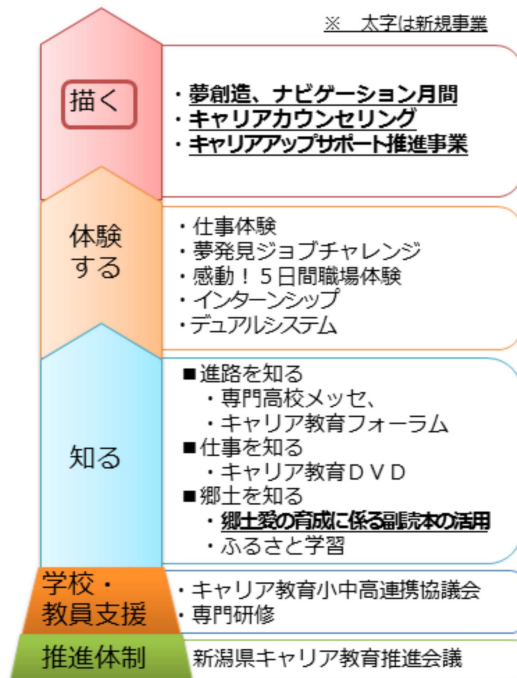 ※　太字は新規事業
描く
・夢創造、ナビゲーション月間
・キャリアカウンセリング
・キャリアアップサポート推進事業
体験
する
・仕事体験
・夢発見ジョブチャレンジ
・感動！５日間職場体験
・インターンシップ
・デュアルシステム
知る
■進路を知る
・専門高校メッセ、
・キャリア教育フォーラム
■仕事を知る
・キャリア教育ＤＶＤ
■郷土を知る
・郷土愛の育成に係る副読本の活用
・ふるさと学習
学校・
教員支援
・キャリア教育小中高連携協議会
・専門研修
推進体制
新潟県キャリア教育推進会議